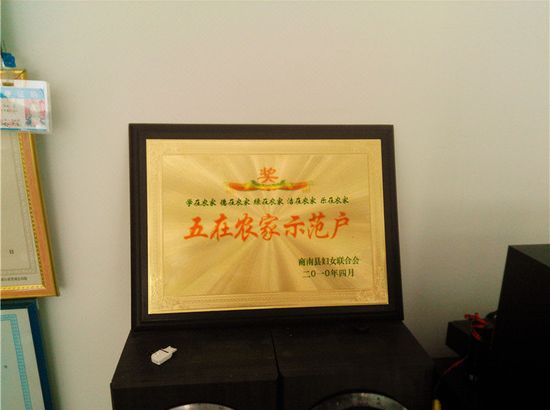 奖
学在农家 德在农家 绿在农家 洁在农家 乐在农家
五在农家示范户
商南县妇女联合会
二〇一〇年四月